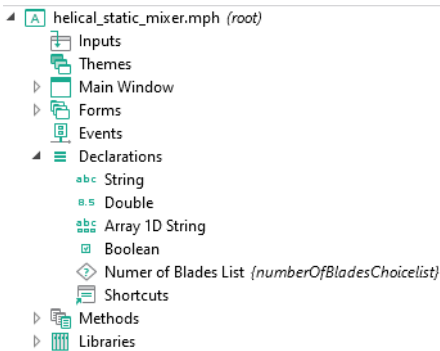 A helical_static_mixer.mph (root)
Inputs
Themes
Main Window
Forms
Events
Declarations
abc String
8.5 Double
abc Array 1D String
Boolean
? Numer of Blades List {numberOfBladesChoicelist}
Shortcuts
Methods
Libraries